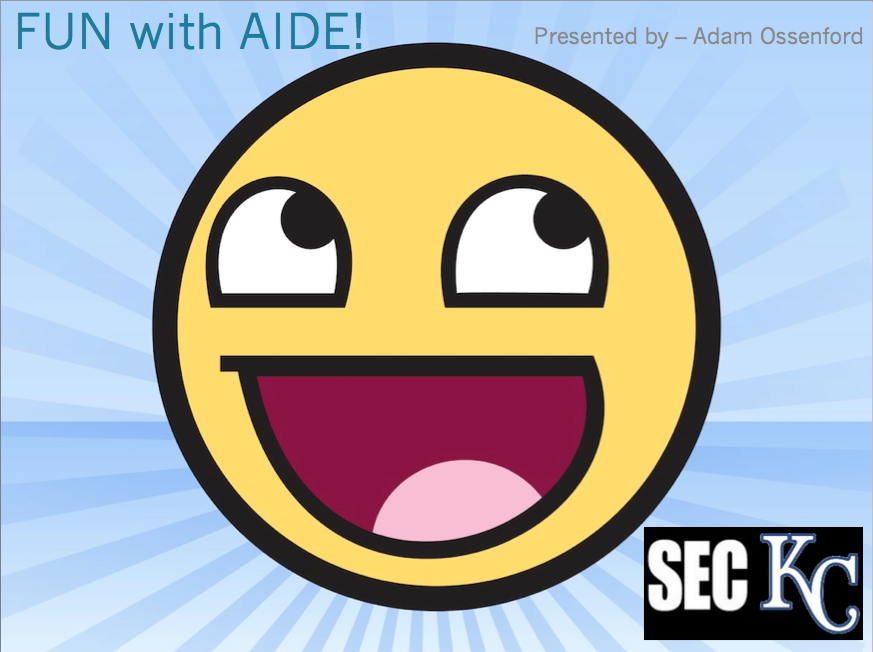 FUN with AIDE!
Presented by – Adam Ossenford
SEC KC